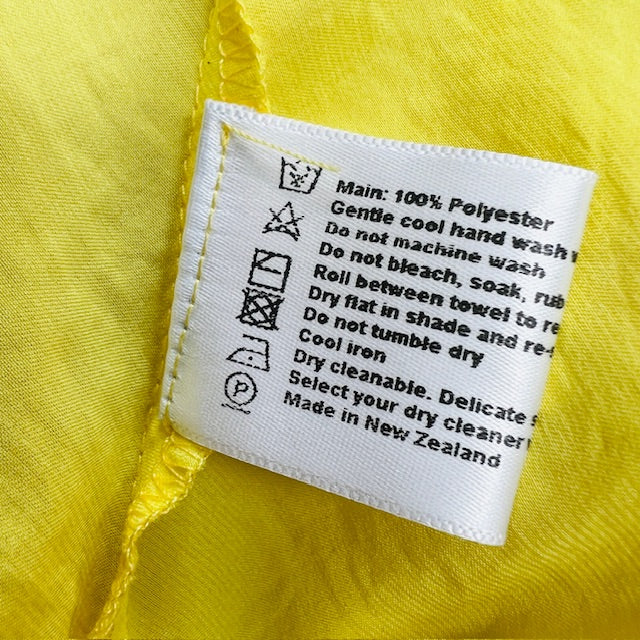 Main: 100% Polyester
Gentle cool hand wash
Do not machine wash
Do not bleach, soak, rub
Roll between towel to re
Dry flat in shade and re-s
Do not tumble dry
Cool iron
Dry cleanable. Delicate s
Select your dry cleaner
Made in New Zealand
P